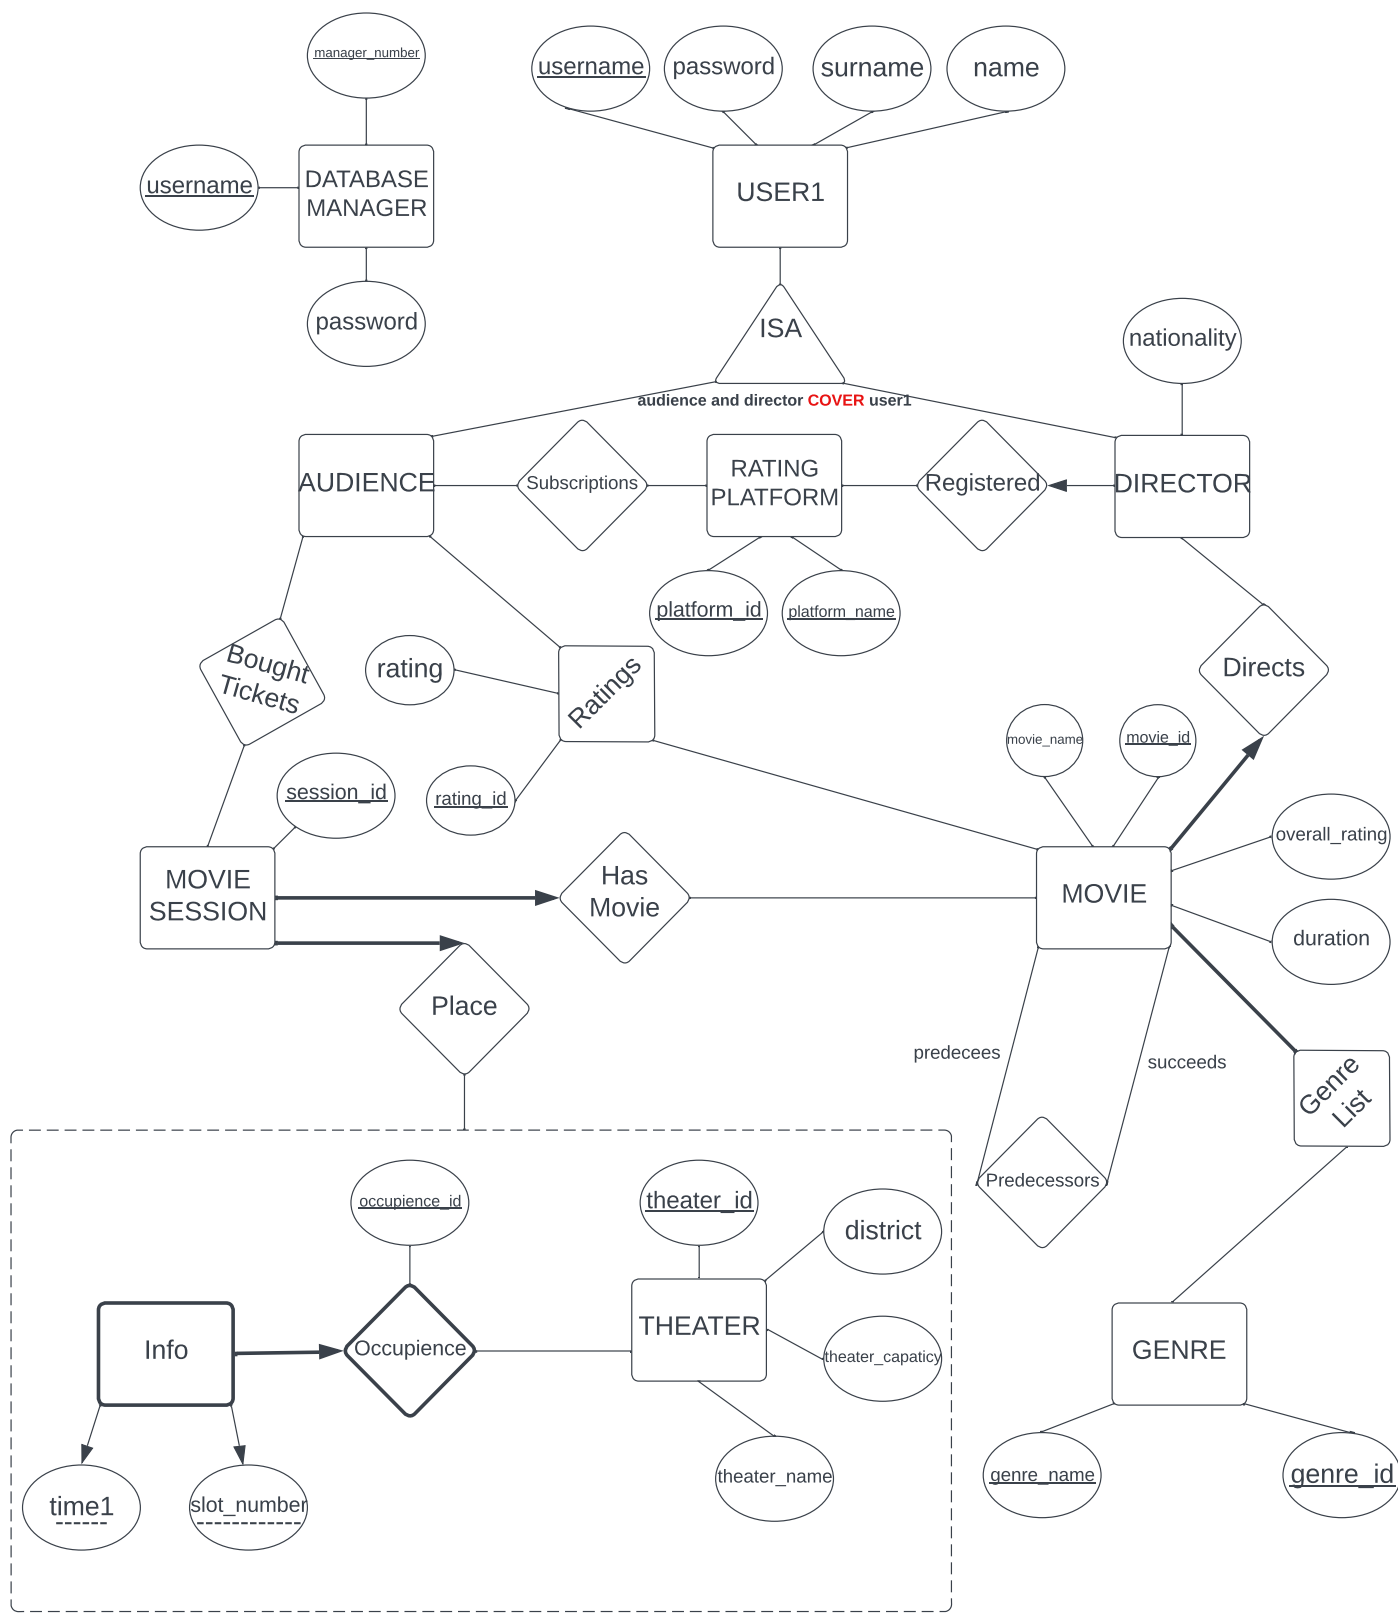 manager_number
username
password
surname
name
username
DATABASE
MANAGER
USER1
password
ISA
nationality
audience and director COVER user1
AUDIENCE
Subscriptions
RATING
PLATFORM
Registered
DIRECTOR
platform_id
platform_name
Bought
Tickets
rating
Ratings
Directs
movie_name
movie_id
session_id
rating_id
overall_rating
MOVIE
SESSION
Has
Movie
MOVIE
duration
Place
predecees
succeeds
Genre
List
Predecessors
occupience_id
theater_id
district
Info
Occupience
THEATER
theater_capaticy
GENRE
time1
slot_number
theater_name
genre_name
genre_id